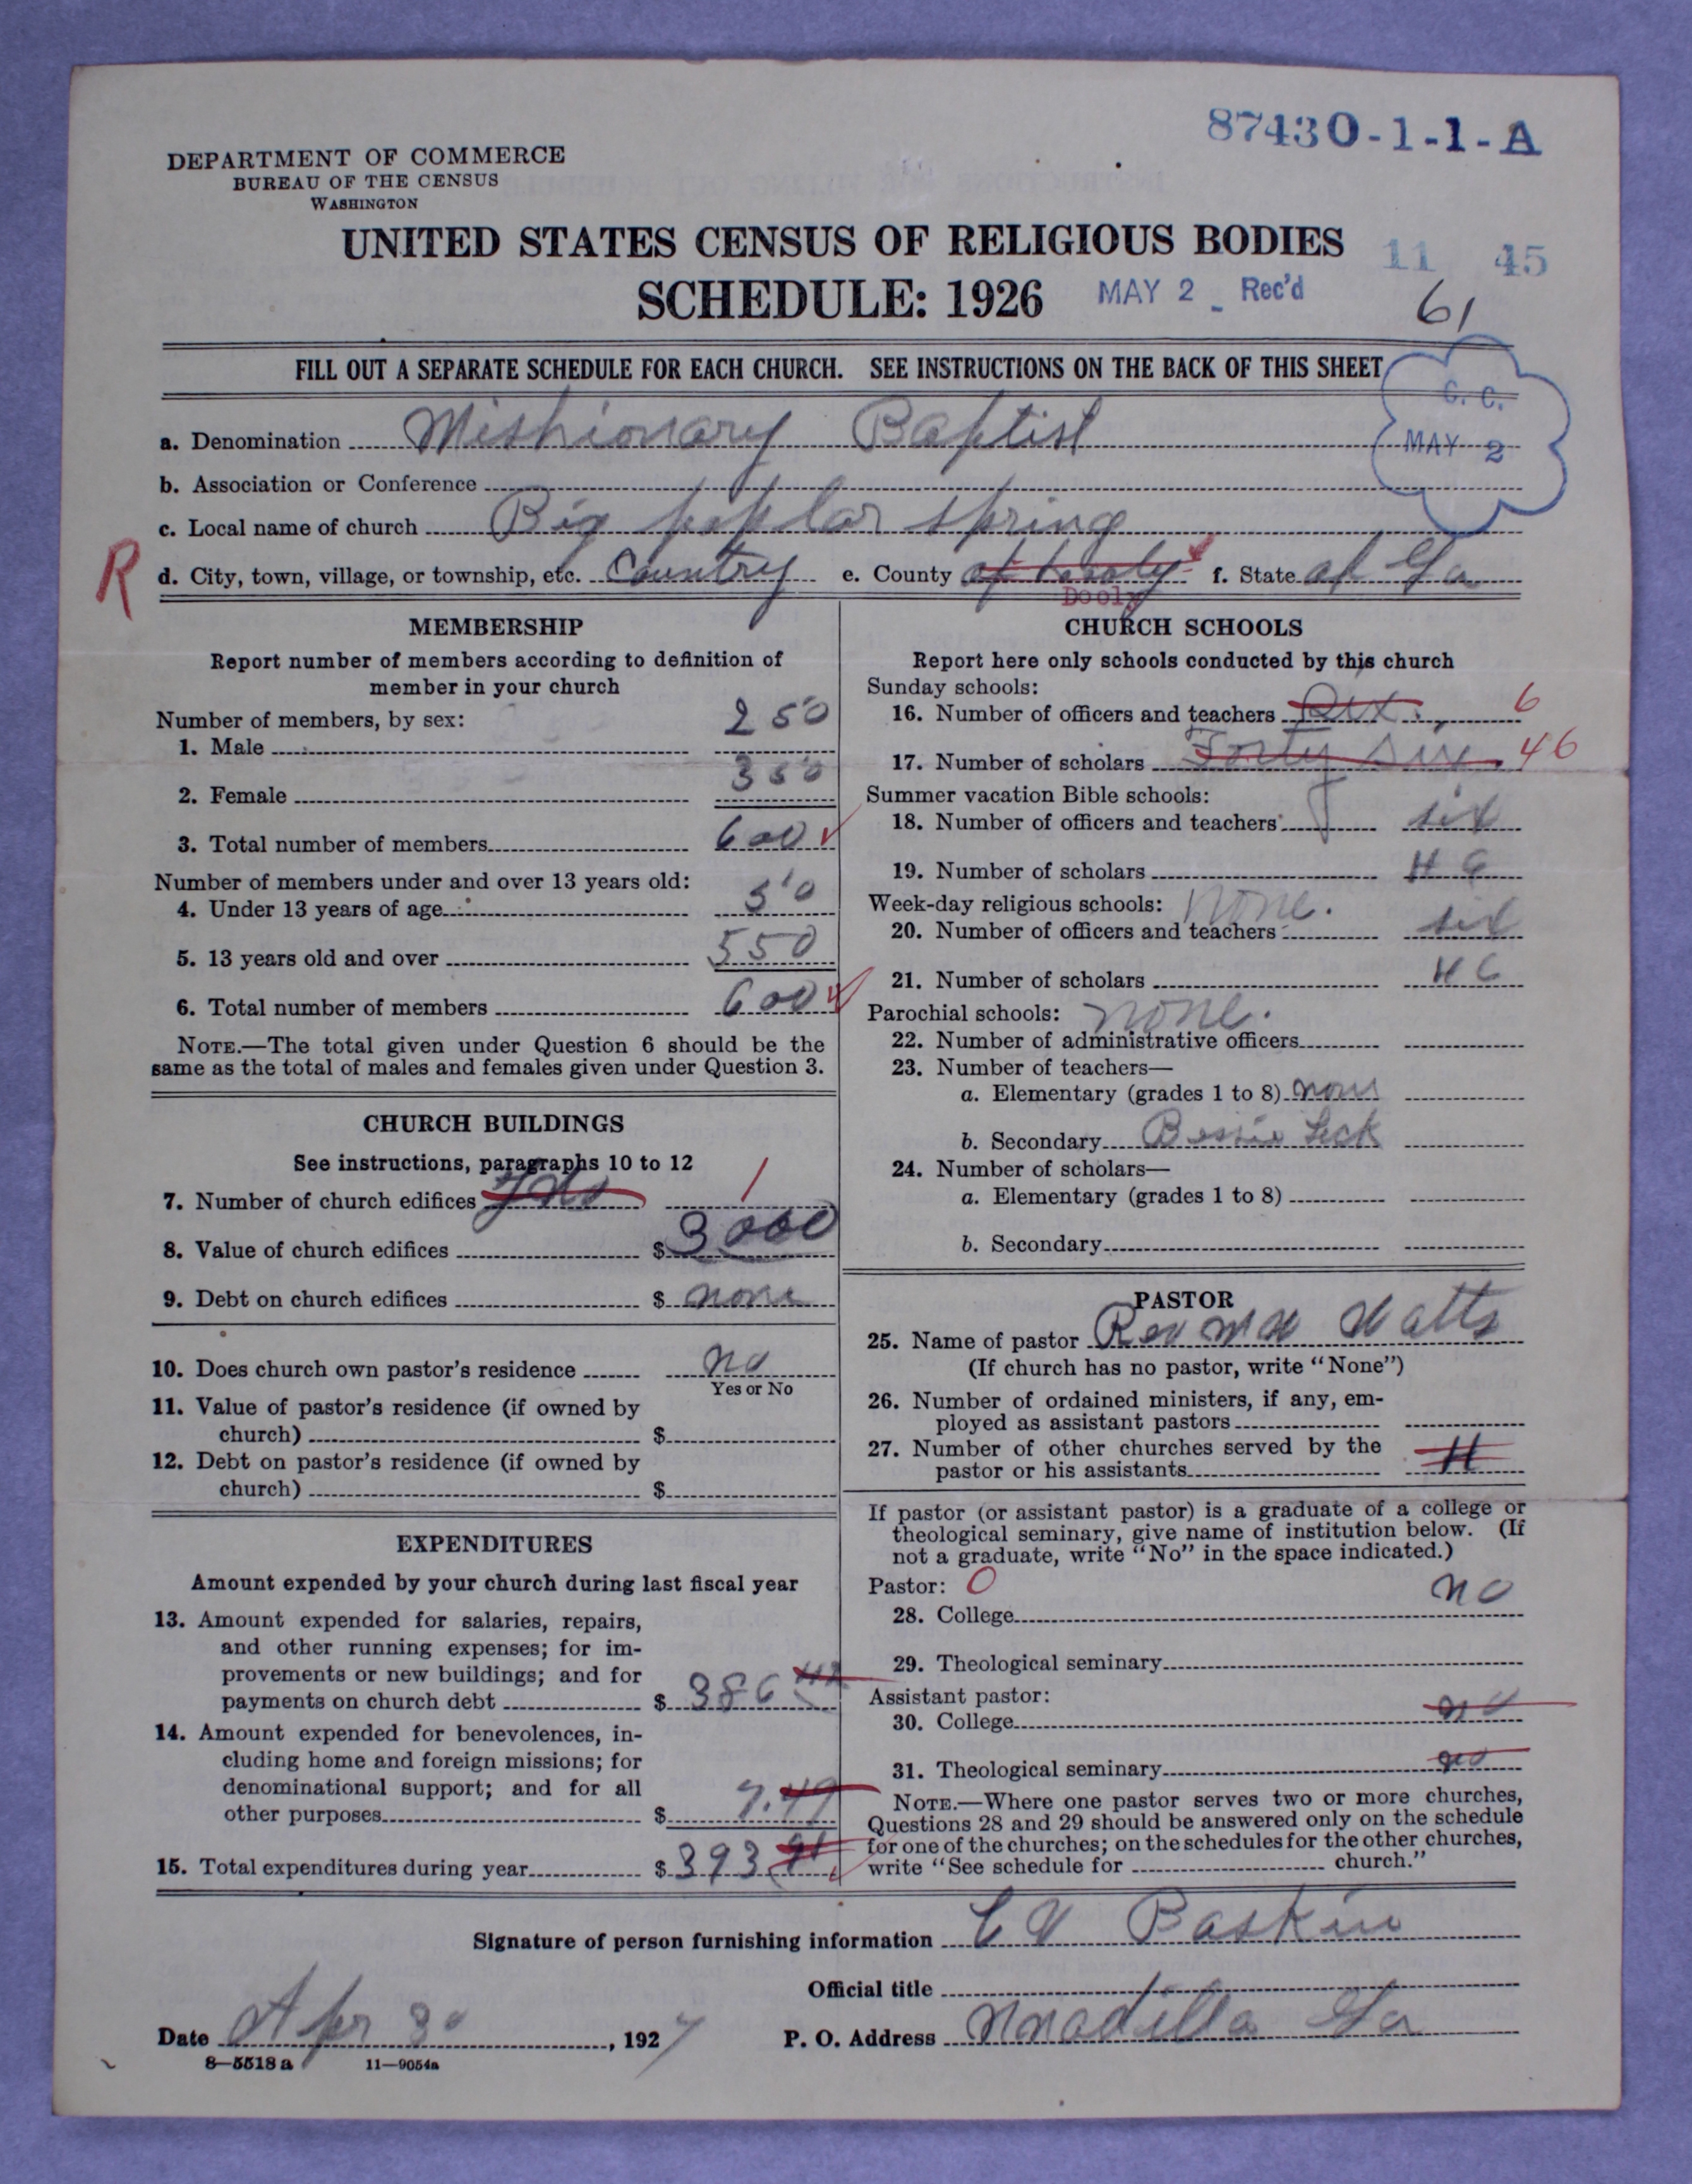 87430-1-1-A
DEPARTMENT OF COMMERCE
BUREAU OF THE CENSUS
WASHINGTON
UNITED STATES CENSUS OF RELIGIOUS BODIES
11 45
SCHEDULE: 1926
MAY 2 - Rec'd
61
FILL OUT A SEPARATE SCHEDULE FOR EACH CHURCH. SEE INSTRUCTIONS ON THE BACK OF THIS SHEET
C. C.
MAY 2
a. Denomination Mishionary Baptist
b. Association or Conference
c. Local name of church Big poplar spring
R
d. City, town, village, or township, etc. Country e. County of Dooly f. State of Ga
Dooly
MEMBERSHIP
Report number of members according to definition of
member in your church
Number of members, by sex:
1. Male 250
2. Female 350
3. Total number of members 600
Number of members under and over 13 years old:
4. Under 13 years of age 50
5. 13 years old and over 550
6. Total number of members 600
NOTE.—The total given under Question 6 should be the
same as the total of males and females given under Question 3.
CHURCH BUILDINGS
See instructions, paragraphs 10 to 12
7. Number of church edifices 1
8. Value of church edifices $ 3000
9. Debt on church edifices $ none
10. Does church own pastor's residence no
Yes or No
11. Value of pastor's residence (if owned by
church) $
12. Debt on pastor's residence (if owned by
church) $
EXPENDITURES
Amount expended by your church during last fiscal year
13. Amount expended for salaries, repairs,
and other running expenses; for im-
provements or new buildings; and for
payments on church debt $ 386 42
14. Amount expended for benevolences, in-
cluding home and foreign missions; for
denominational support; and for all
other purposes $ 7.49
15. Total expenditures during year $ 393 91
CHURCH SCHOOLS
Report here only schools conducted by this church
Sunday schools:
16. Number of officers and teachers Six. 6
17. Number of scholars Forty Six. 46
Summer vacation Bible schools:
18. Number of officers and teachers six
19. Number of scholars 46
Week-day religious schools: none.
20. Number of officers and teachers six
21. Number of scholars 46
Parochial schools: none.
22. Number of administrative officers
23. Number of teachers—
a. Elementary (grades 1 to 8) none
b. Secondary Bessie Leck
24. Number of scholars—
a. Elementary (grades 1 to 8)
b. Secondary
PASTOR
25. Name of pastor Rev Watts
(If church has no pastor, write "None")
26. Number of ordained ministers, if any, em-
ployed as assistant pastors
27. Number of other churches served by the
pastor or his assistants 4
If pastor (or assistant pastor) is a graduate of a college or
theological seminary, give name of institution below. (If
not a graduate, write "No" in the space indicated.)
Pastor: 0
28. College no
29. Theological seminary
Assistant pastor:
30. College no
31. Theological seminary no
NOTE.—Where one pastor serves two or more churches,
Questions 28 and 29 should be answered only on the schedule
for one of the churches; on the schedules for the other churches,
write "See schedule for church."
Signature of person furnishing information Baskin
Official title
Date Apr 30, 1927 P. O. Address Unadilla Ga
8—5518 a 11—9054a